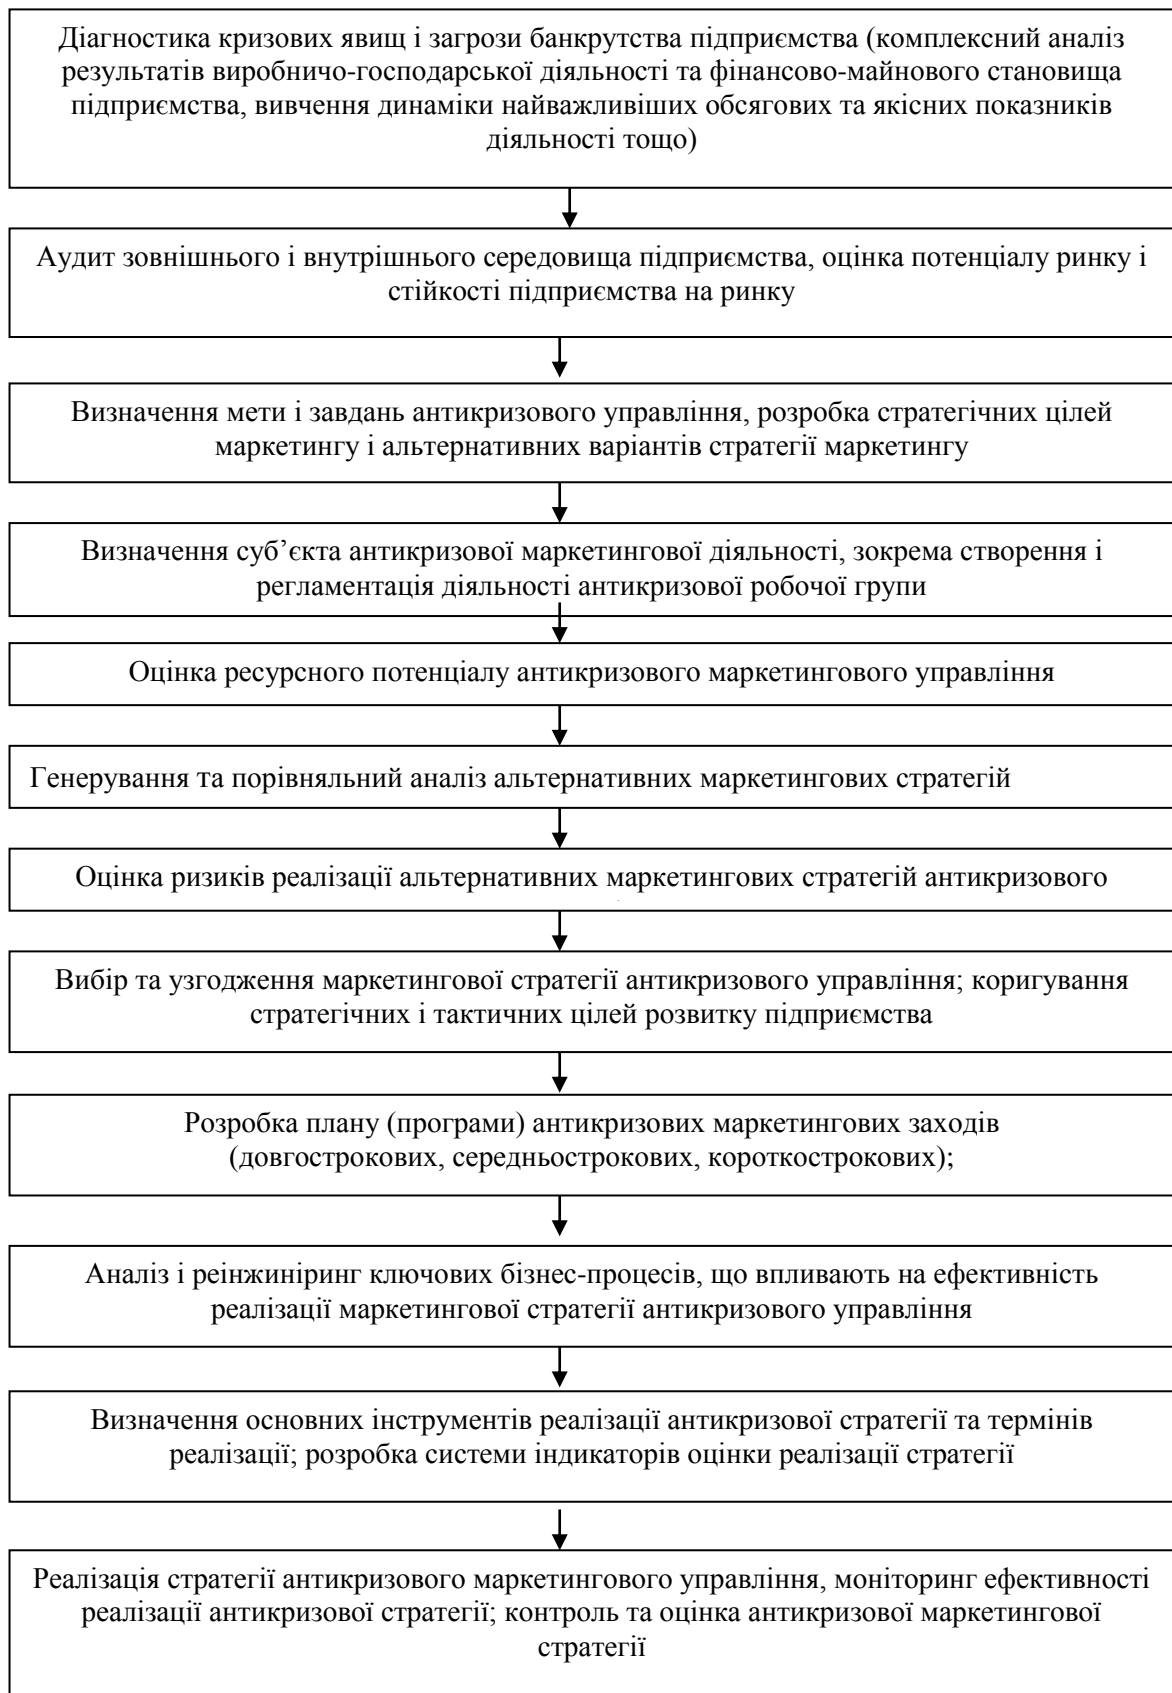 Діагностика кризових явищ і загрози банкрутства підприємства (комплексний аналіз
результатів виробничо-господарської діяльності та фінансово-майнового становища
підприємства, вивчення динаміки найважливіших обсягових та якісних показників
діяльності тощо)
Аудит зовнішнього і внутрішнього середовища підприємства, оцінка потенціалу ринку і
стійкості підприємства на ринку
Визначення мети і завдань антикризового управління, розробка стратегічних цілей
маркетингу і альтернативних варіантів стратегії маркетингу
Визначення суб’єкта антикризової маркетингової діяльності, зокрема створення і
регламентація діяльності антикризової робочої групи
Оцінка ресурсного потенціалу антикризового маркетингового управління
Генерування та порівняльний аналіз альтернативних маркетингових стратегій
Оцінка ризиків реалізації альтернативних маркетингових стратегій антикризового
Вибір та узгодження маркетингової стратегії антикризового управління; коригування
стратегічних і тактичних цілей розвитку підприємства
Розробка плану (програми) антикризових маркетингових заходів
(довгострокових, середньострокових, короткострокових);
Аналіз і реінжиніринг ключових бізнес-процесів, що впливають на ефективність
реалізації маркетингової стратегії антикризового управління
Визначення основних інструментів реалізації антикризової стратегії та термінів
реалізації; розробка системи індикаторів оцінки реалізації стратегії
Реалізація стратегії антикризового маркетингового управління, моніторинг ефективності
реалізації антикризової стратегії; контроль та оцінка антикризової маркетингової
стратегії